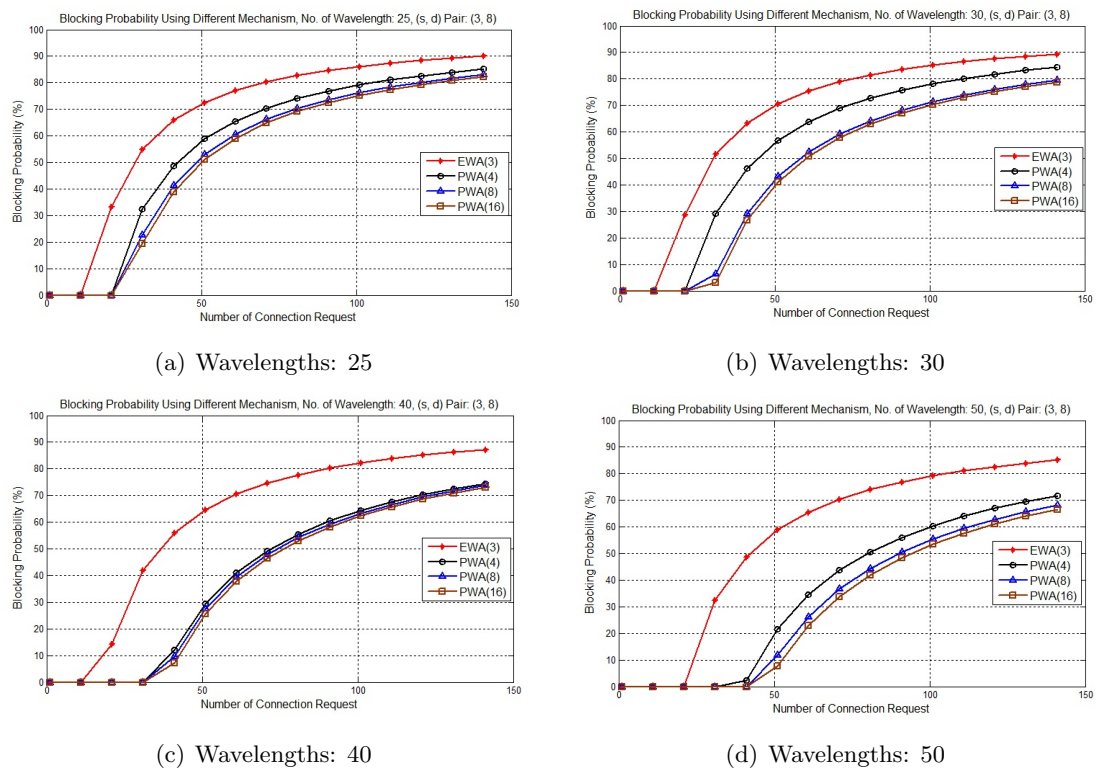 Blocking Probability Using Different Mechanism, No. of Wavelength: 25, (s, d) Pair: (3, 8)
Blocking Probability (%)
100
90
80
70
60
50
40
30
20
10
0
EWA(3)
PWA(4)
PWA(8)
PWA(16)
0 50 100 150
Number of Connection Request
(a) Wavelengths: 25
Blocking Probability Using Different Mechanism, No. of Wavelength: 30, (s, d) Pair: (3, 8)
Blocking Probability (%)
100
90
80
70
60
50
40
30
20
10
0
EWA(3)
PWA(4)
PWA(8)
PWA(16)
0 50 100 150
Number of Connection Request
(b) Wavelengths: 30
Blocking Probability Using Different Mechanism, No. of Wavelength: 40, (s, d) Pair: (3, 8)
Blocking Probability (%)
100
90
80
70
60
50
40
30
20
10
0
EWA(3)
PWA(4)
PWA(8)
PWA(16)
0 50 100 150
Number of Connection Request
(c) Wavelengths: 40
Blocking Probability Using Different Mechanism, No. of Wavelength: 50, (s, d) Pair: (3, 8)
Blocking Probability (%)
100
90
80
70
60
50
40
30
20
10
0
EWA(3)
PWA(4)
PWA(8)
PWA(16)
0 50 100 150
Number of Connection Request
(d) Wavelengths: 50